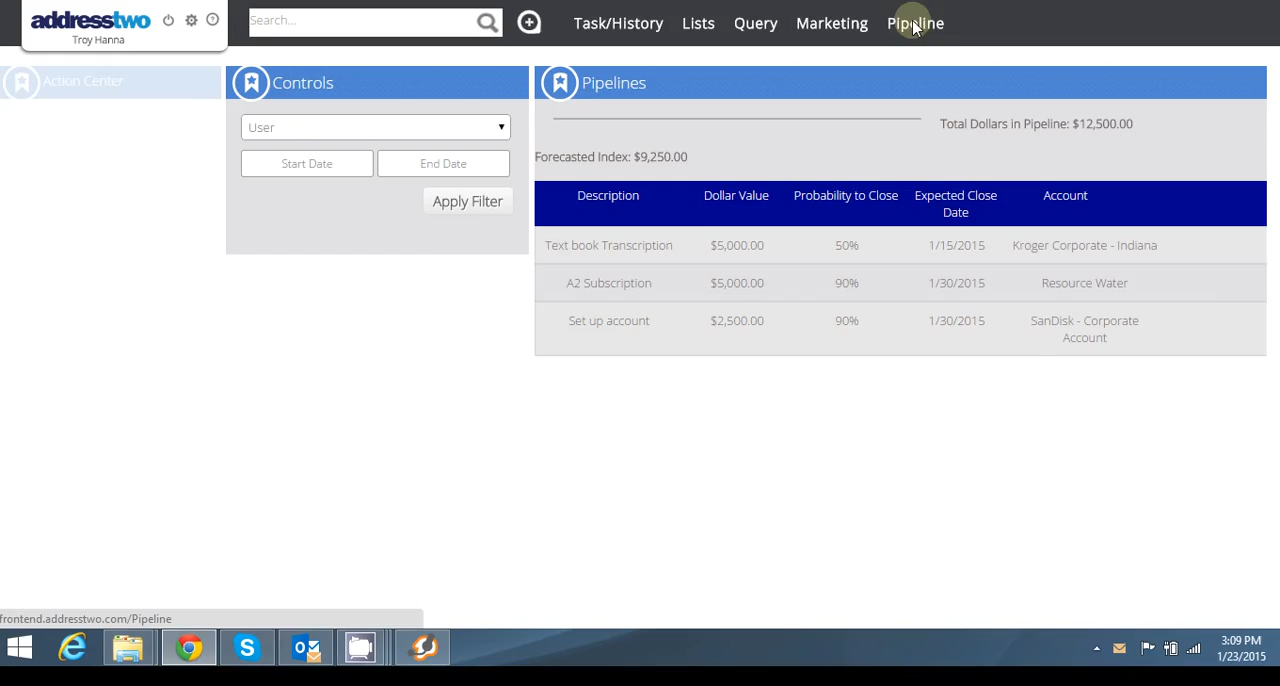 addresstwo
Troy Hanna
Search...
Task/History Lists Query Marketing Pipeline
Action Center
Controls
User
Start Date End Date
Apply Filter
Pipelines
Total Dollars in Pipeline: $12,500.00
Forecasted Index: $9,250.00
Description Dollar Value Probability to Close Expected Close Account
Date
Text book Transcription $5,000.00 50% 1/15/2015 Kroger Corporate - Indiana
A2 Subscription $5,000.00 90% 1/30/2015 Resource Water
Set up account $2,500.00 90% 1/30/2015 SanDisk - Corporate
Account
frontend.addresstwo.com/Pipeline
3:09 PM
1/23/2015